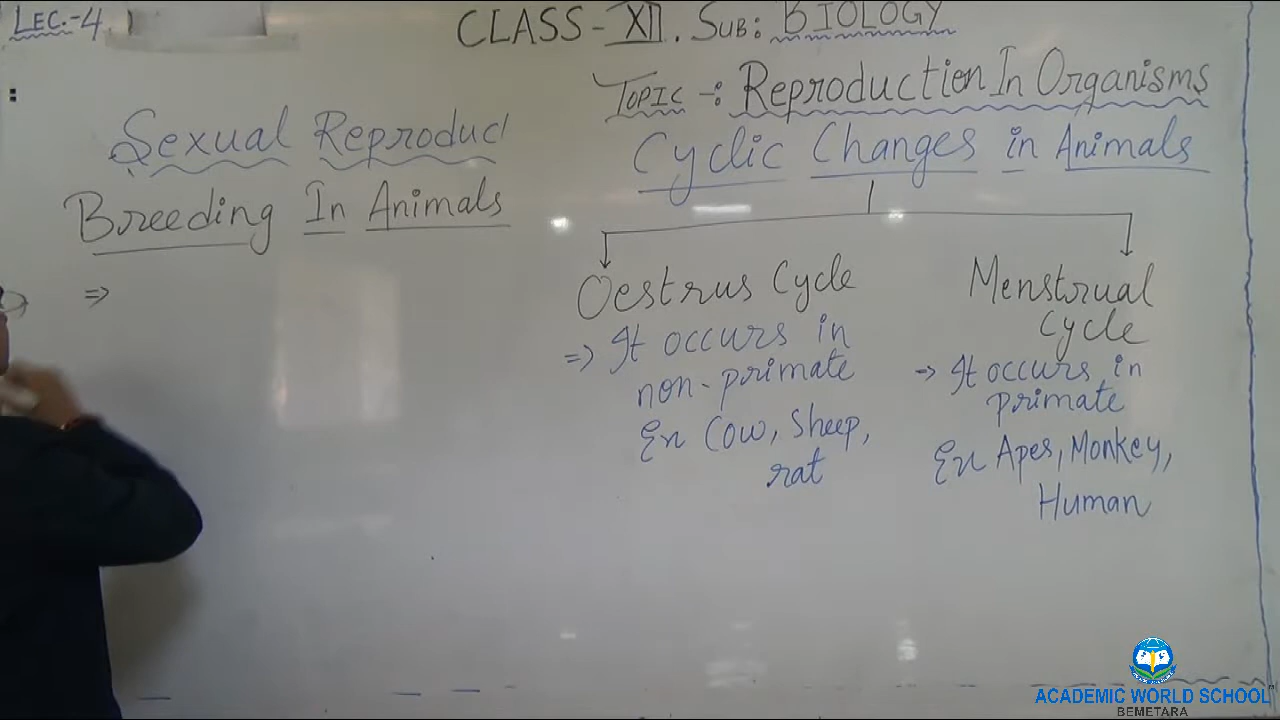 LEC.-4
CLASS-XII. SUB: BIOLOGY
TOPIC -: REPRODUCTION IN ORGANISMS
:
Sexual Reproduc
Breeding In Animals
=>
Cyclic Changes in Animals
Oestrus Cycle
=> It occurs in
non-primate
Ex Cow, Sheep,
rat
Menstrual
Cycle
-> It occurs in
primate
Ex Apes, Monkey,
Human
ACADEMIC WORLD SCHOOL
BEMETARA